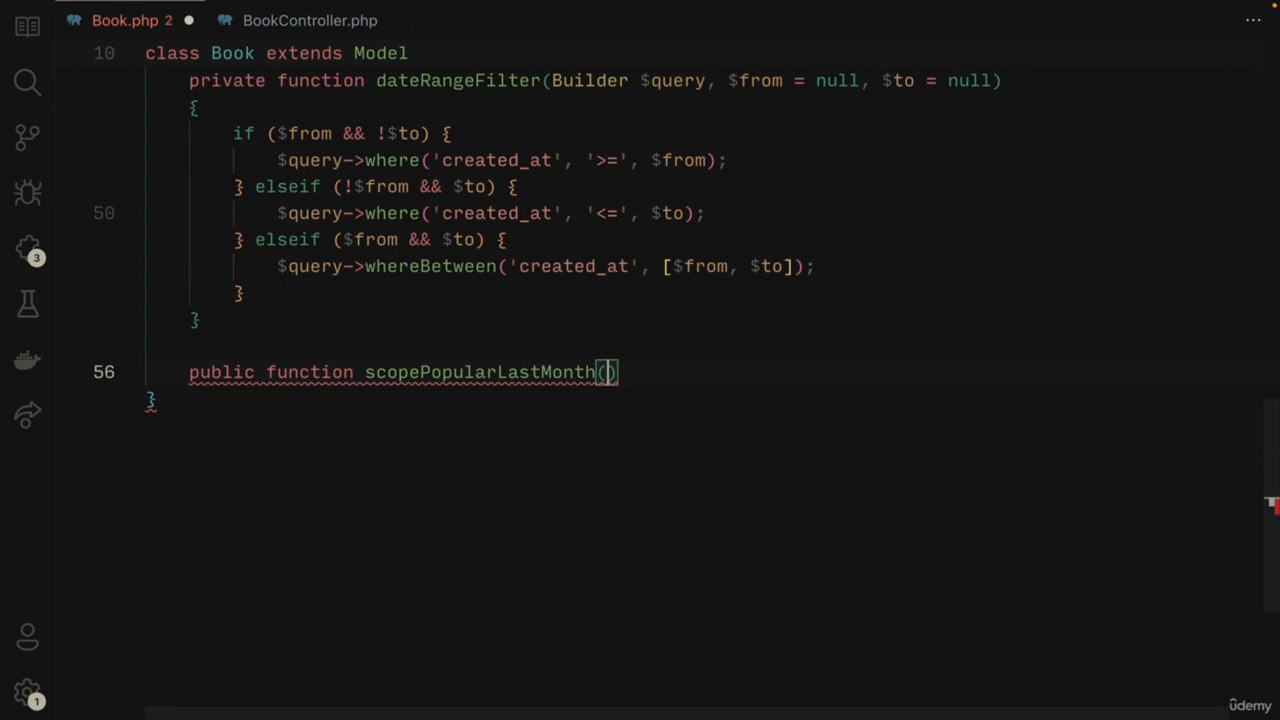 Book.php 2
BookController.php
10 class Book extends Model
private function dateRangeFilter(Builder $query, $from = null, $to = null)
{
if ($from && !$to) {
$query->where('created_at', '>=', $from);
} elseif (!$from && $to) {
50 $query->where('created_at', '<=', $to);
} elseif ($from && $to) {
$query->whereBetween('created_at', [$from, $to]);
}
}
56 public function scopePopularLastMonth()
}
3
1
ûdemy